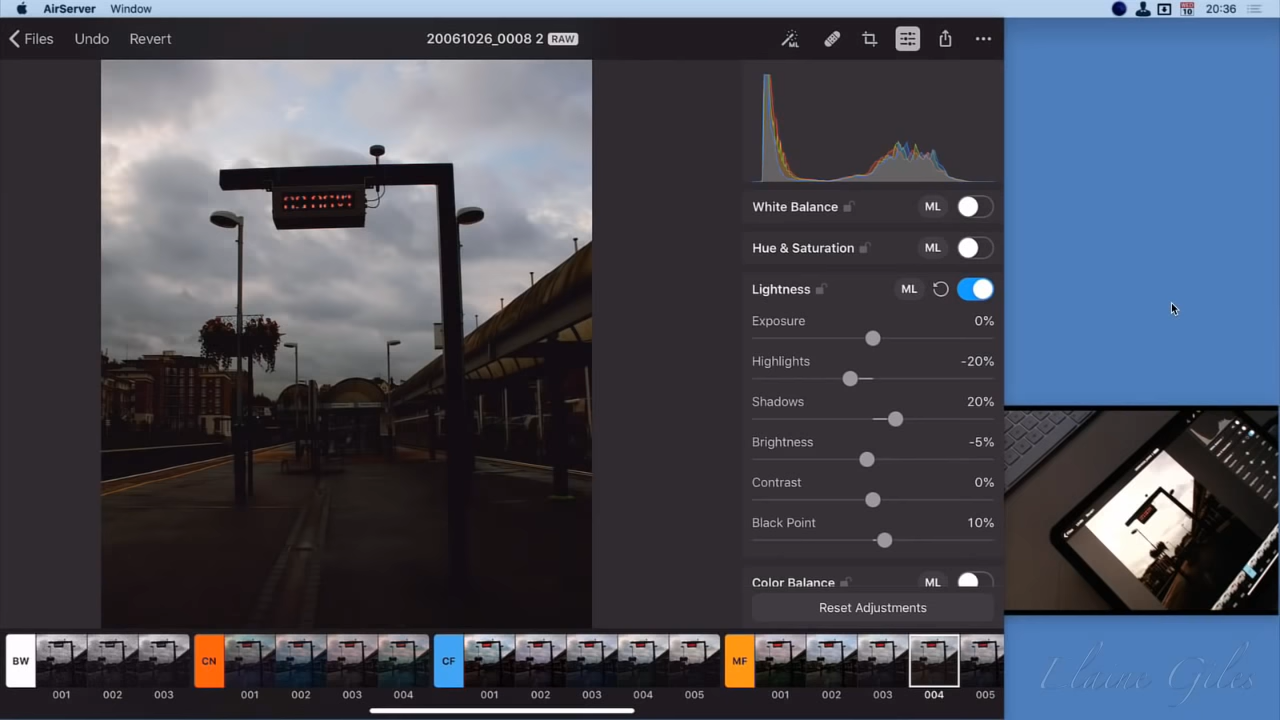 AirServer Window
20:36
Files Undo Revert
20061026_0008 2 RAW
ML
White Balance ML
Hue & Saturation ML
Lightness ML
Exposure 0%
Highlights -20%
Shadows 20%
Brightness -5%
Contrast 0%
Black Point 10%
Color Balance ML
Reset Adjustments
BW CN CF MF
001 002 003 001 002 003 004 001 002 003 004 005 001 002 003 004 005
Elaine Giles